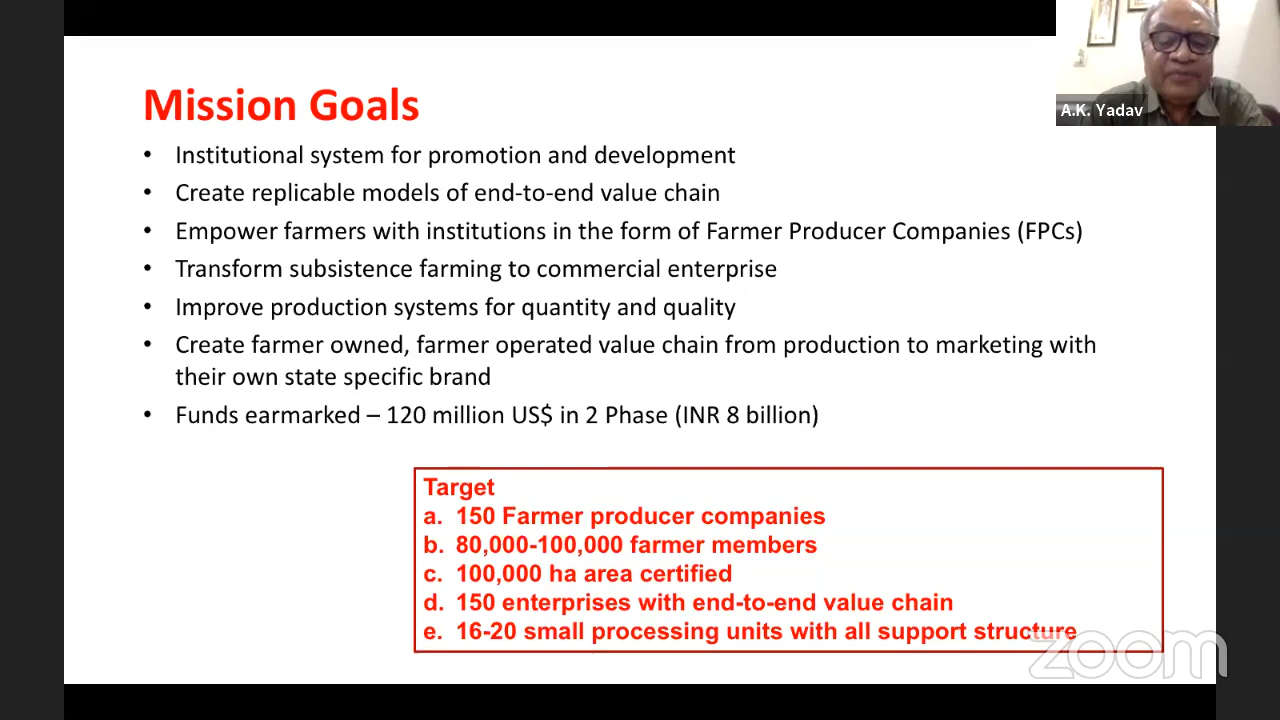 Mission Goals
• Institutional system for promotion and development
• Create replicable models of end-to-end value chain
• Empower farmers with institutions in the form of Farmer Producer Companies (FPCs)
• Transform subsistence farming to commercial enterprise
• Improve production systems for quantity and quality
• Create farmer owned, farmer operated value chain from production to marketing with
their own state specific brand
• Funds earmarked – 120 million US$ in 2 Phase (INR 8 billion)
Target
a. 150 Farmer producer companies
b. 80,000-100,000 farmer members
c. 100,000 ha area certified
d. 150 enterprises with end-to-end value chain
e. 16-20 small processing units with all support structure
A.K. Yadav
zoom